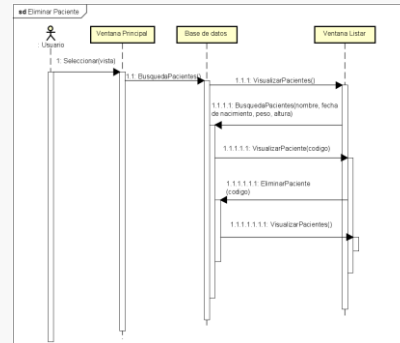 sd Eliminar Paciente
Usuario
Ventana Principal
Base de datos
Ventana Listar
1: Seleccionar(vista)
1.1: BusquedaPacientes()
1.1.1: VisualizarPacientes()
1.1.1.1: BusquedaPacientes(nombre, fecha
de nacimiento, peso, altura)
1.1.1.1.1: VisualizarPaciente(codigo)
1.1.1.1.1.1: EliminarPaciente
(codigo)
1.1.1.1.1.1.1: VisualizarPacientes()